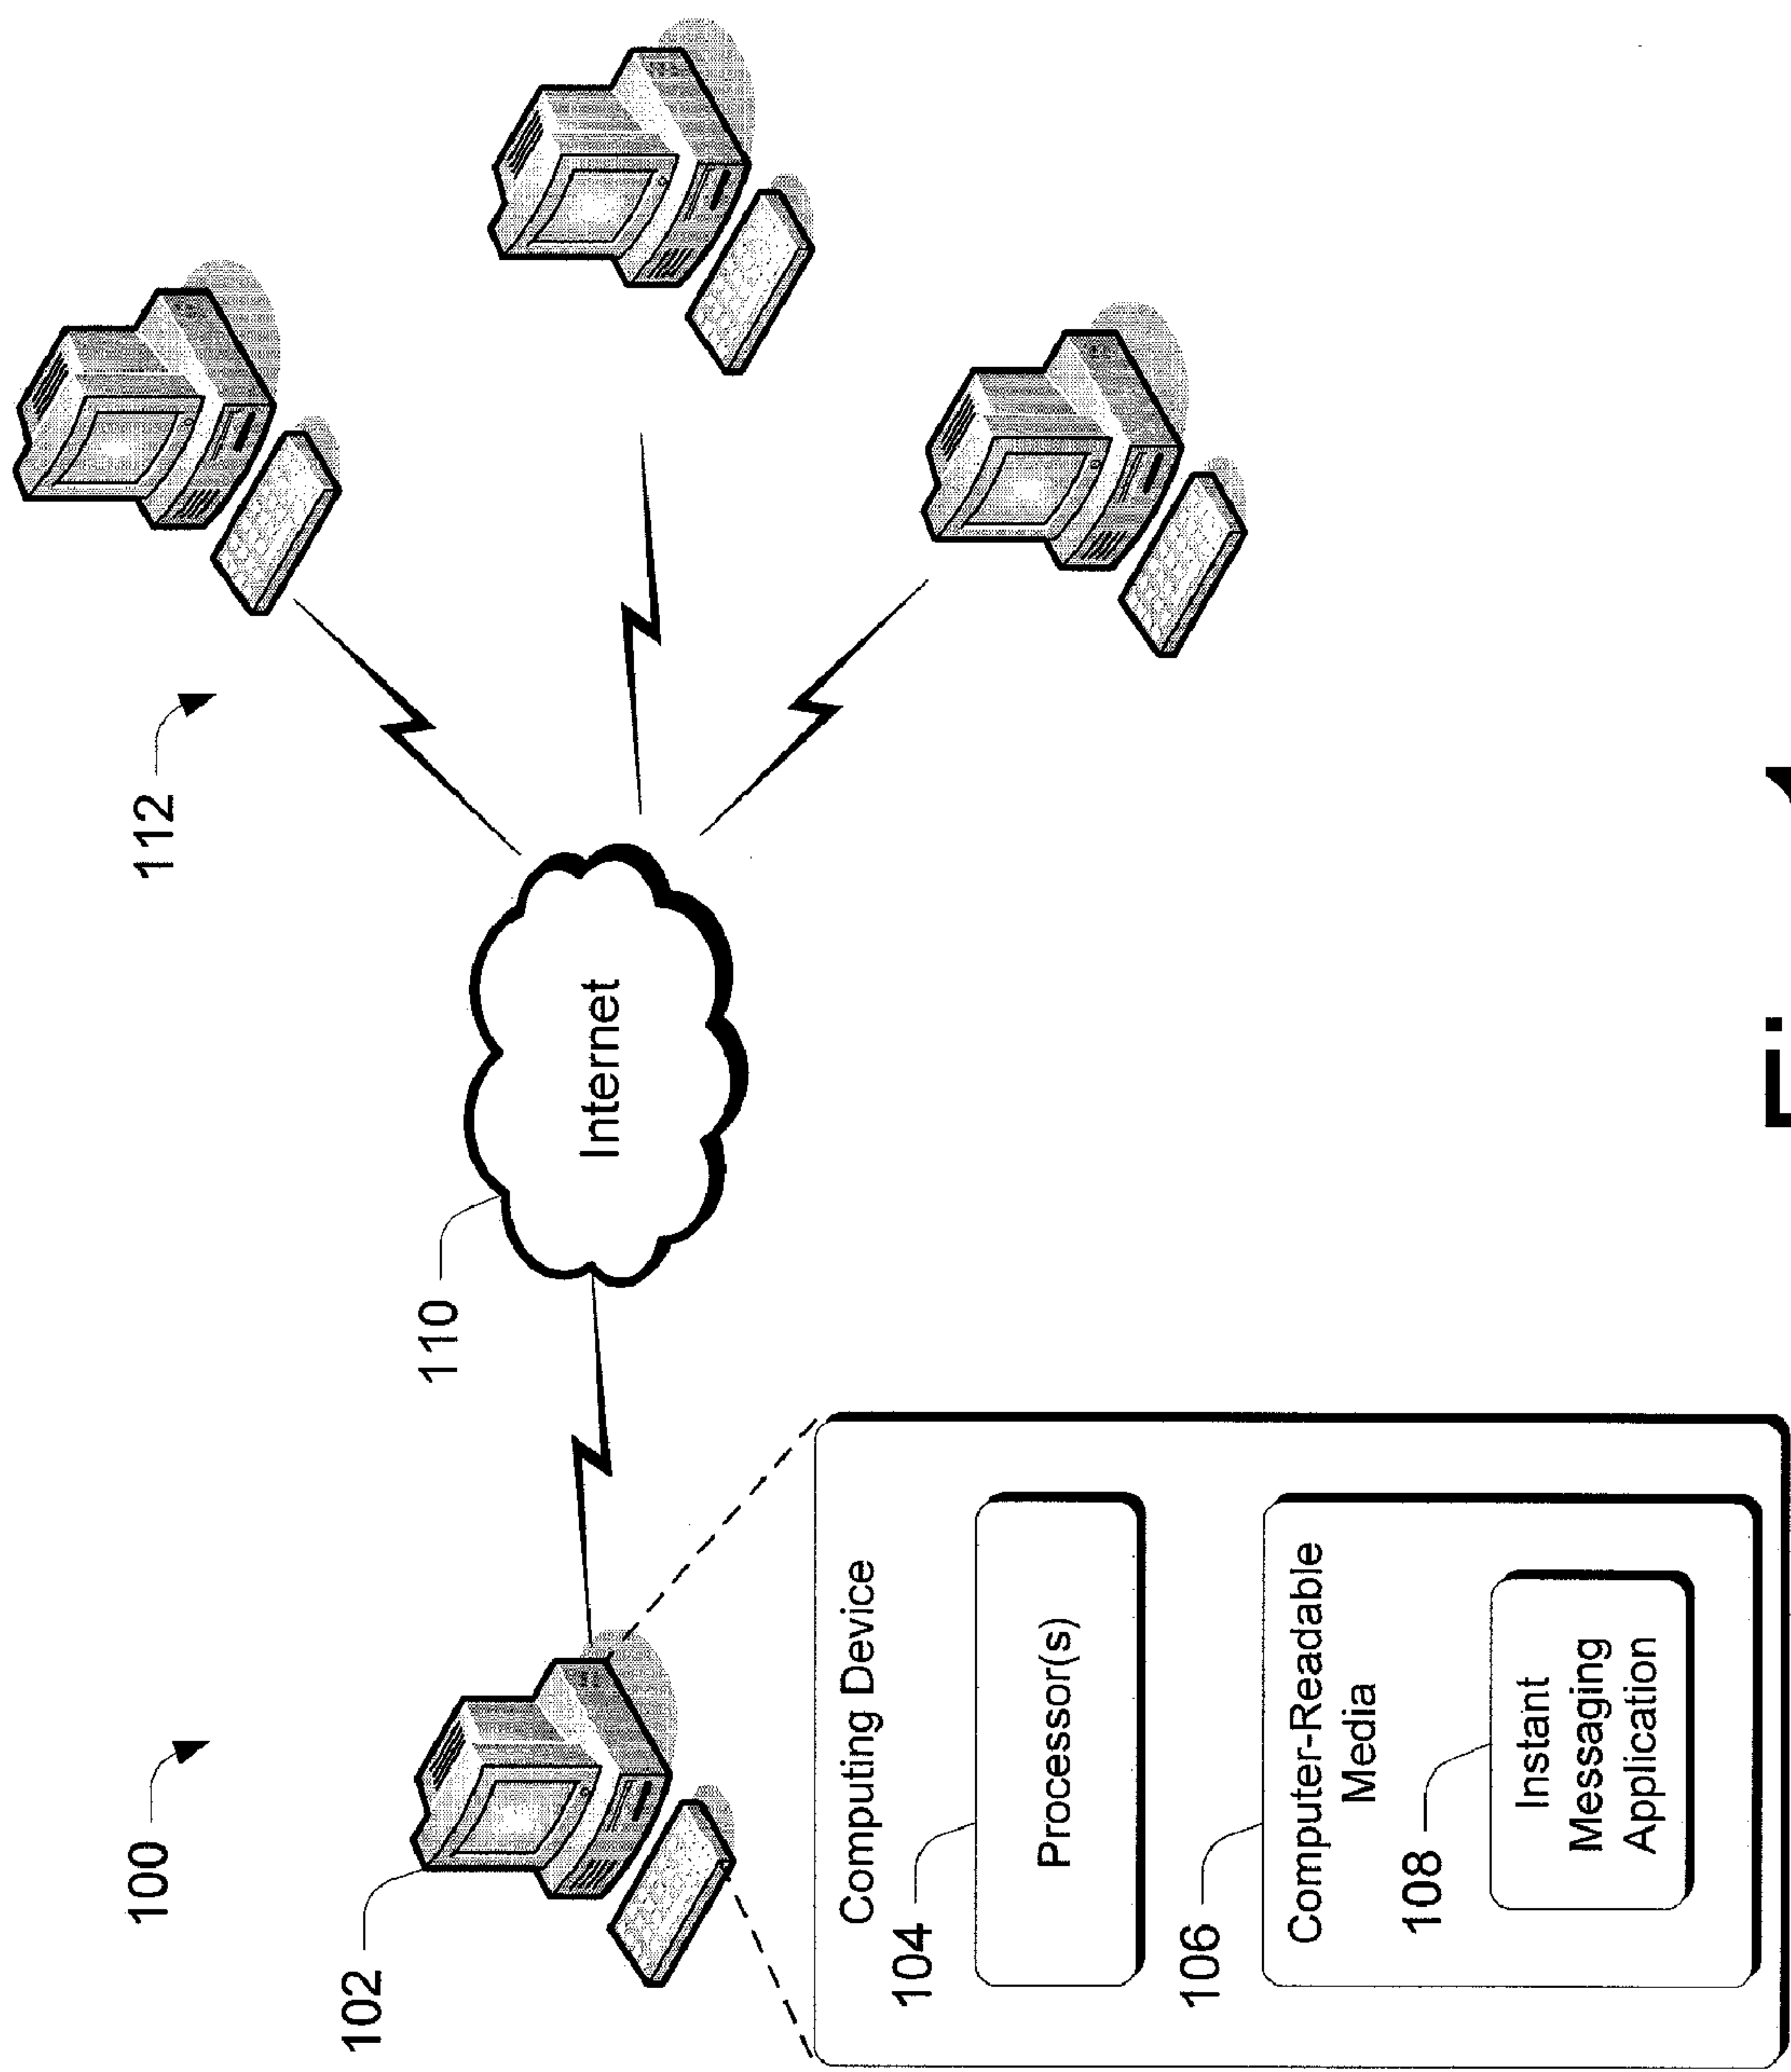 100
112
102
110
Internet
Computing Device
104
Processor(s)
106
Computer-Readable
Media
108
Instant
Messaging
Application